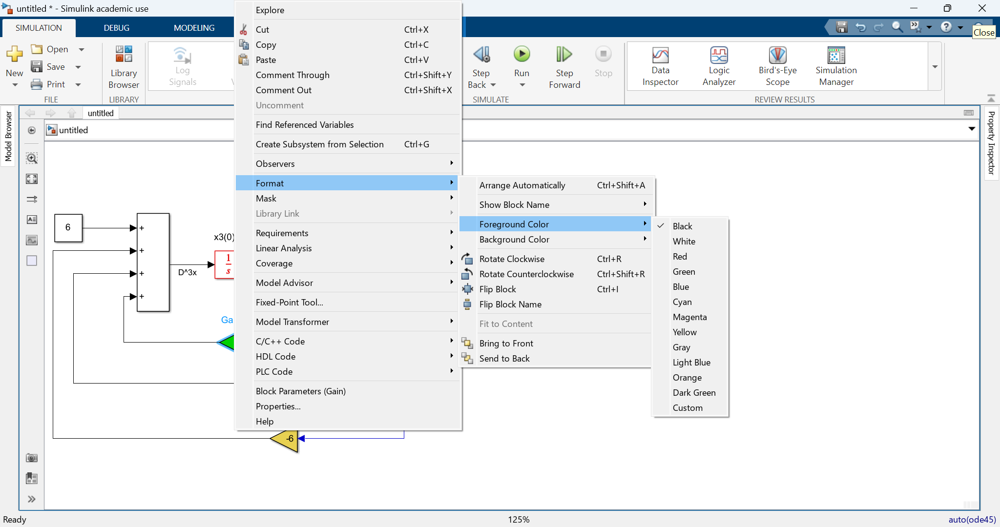 untitled * - Simulink academic use
SIMULATION
DEBUG
MODELING
Close
New
Open
Save
Print
FILE
Library
Browser
LIBRARY
Log
Signals
Step
Back
Run
Step
Forward
Stop
SIMULATE
Data
Inspector
Logic
Analyzer
Bird's-Eye
Scope
Simulation
Manager
REVIEW RESULTS
Model Browser
Property Inspector
untitled
untitled
Explore
Cut Ctrl+X
Copy Ctrl+C
Paste Ctrl+V
Comment Through Ctrl+Shift+Y
Comment Out Ctrl+Shift+X
Uncomment
Find Referenced Variables
Create Subsystem from Selection Ctrl+G
Observers
Format
Mask
Library Link
Requirements
Linear Analysis
Coverage
Model Advisor
Fixed-Point Tool...
Model Transformer
C/C++ Code
HDL Code
PLC Code
Block Parameters (Gain)
Properties...
Help
Arrange Automatically Ctrl+Shift+A
Show Block Name
Foreground Color
Background Color
Rotate Clockwise Ctrl+R
Rotate Counterclockwise Ctrl+Shift+R
Flip Block Ctrl+I
Flip Block Name
Fit to Content
Bring to Front
Send to Back
Black
White
Red
Green
Blue
Cyan
Magenta
Yellow
Gray
Light Blue
Orange
Dark Green
Custom
6
+
+
+
+
D^3x
x3(0)
1
s
Ga
-6
Ready
125%
auto(ode45)